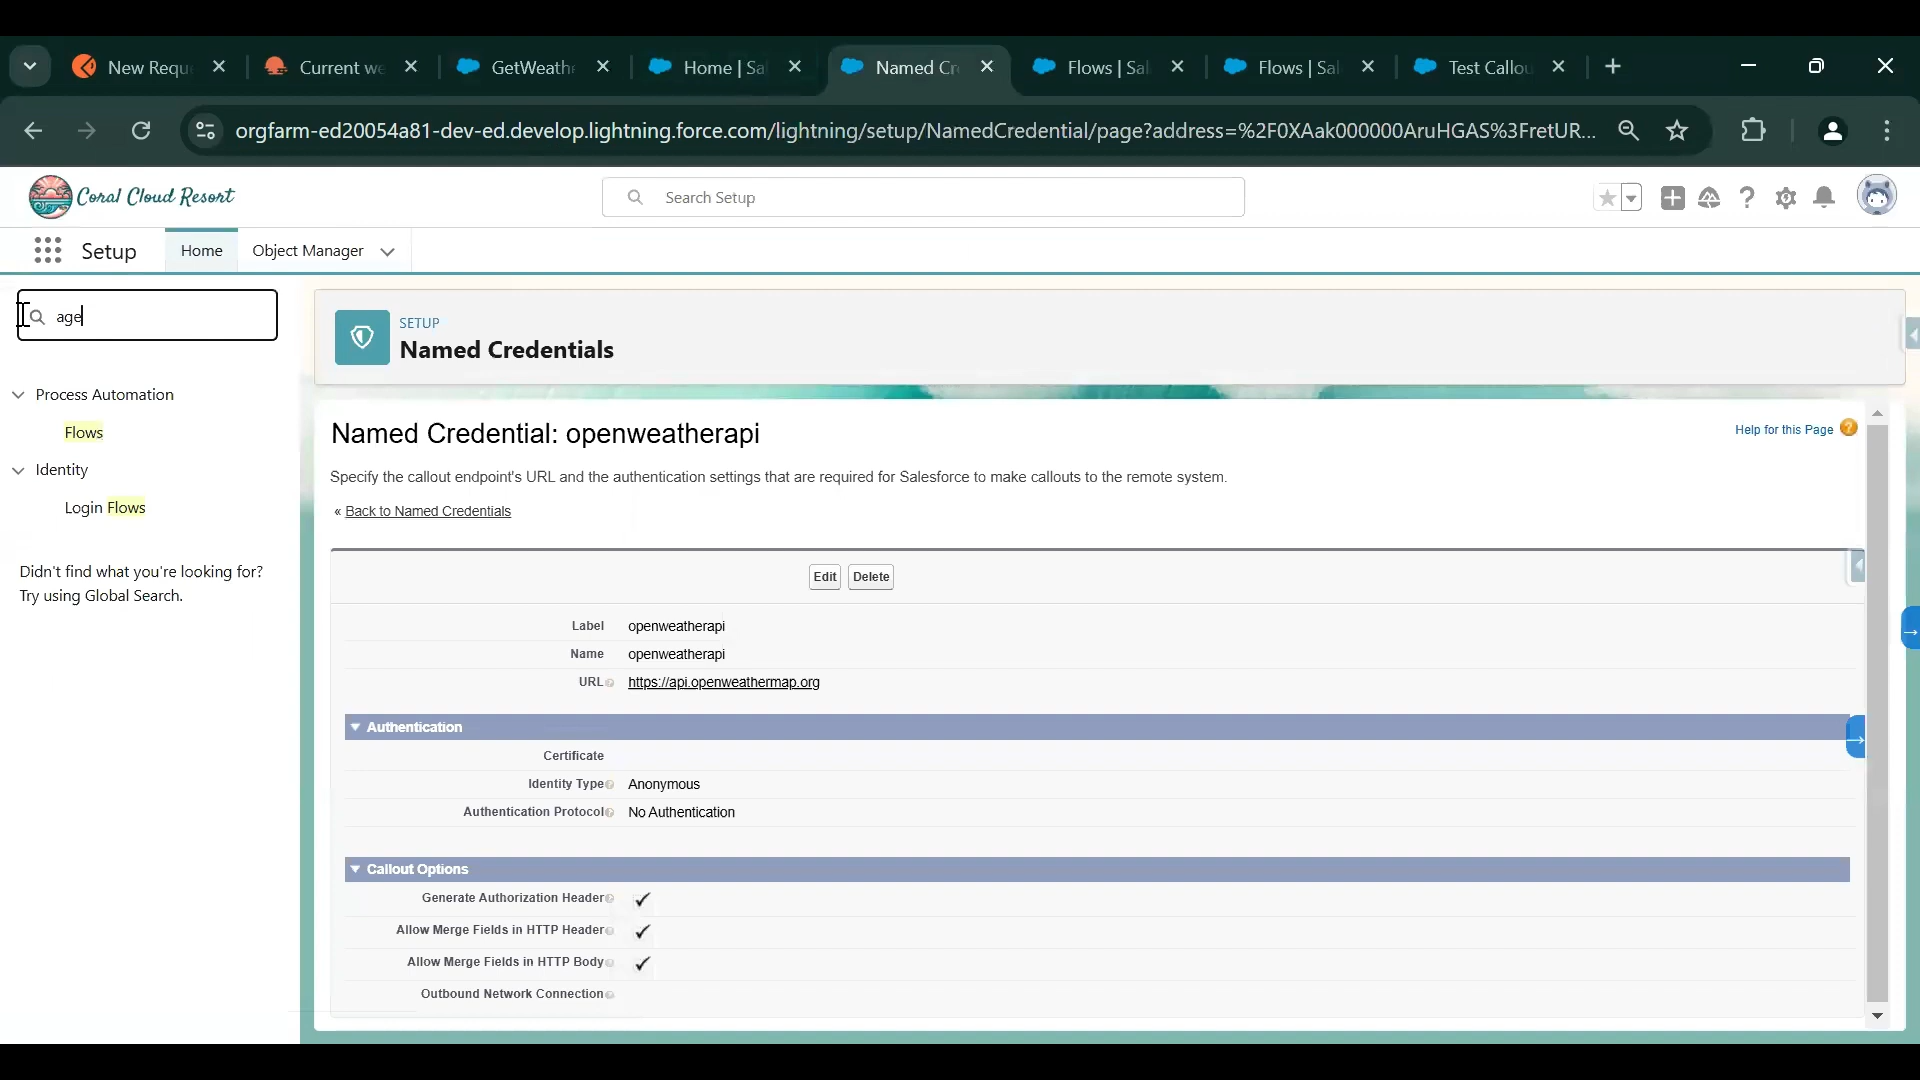 New Requ
Current we
GetWeathe
Home | Sa
Named Cr
Flows | Sal
Flows | Sal
Test Callou
orgfarm-ed20054a81-dev-ed.develop.lightning.force.com/lightning/setup/NamedCredential/page?address=%2F0XAak000000AruHGAS%3FretUR...
Coral Cloud Resort
Search Setup
Setup
Home
Object Manager
age
Process Automation
Flows
Identity
Login Flows
Didn't find what you're looking for?
Try using Global Search.
SETUP
Named Credentials
Named Credential: openweatherapi
Help for this Page
Specify the callout endpoint's URL and the authentication settings that are required for Salesforce to make callouts to the remote system.
« Back to Named Credentials
Edit Delete
Label openweatherapi
Name openweatherapi
URL https://api.openweathermap.org
Authentication
Certificate
Identity Type Anonymous
Authentication Protocol No Authentication
Callout Options
Generate Authorization Header
Allow Merge Fields in HTTP Header
Allow Merge Fields in HTTP Body
Outbound Network Connection